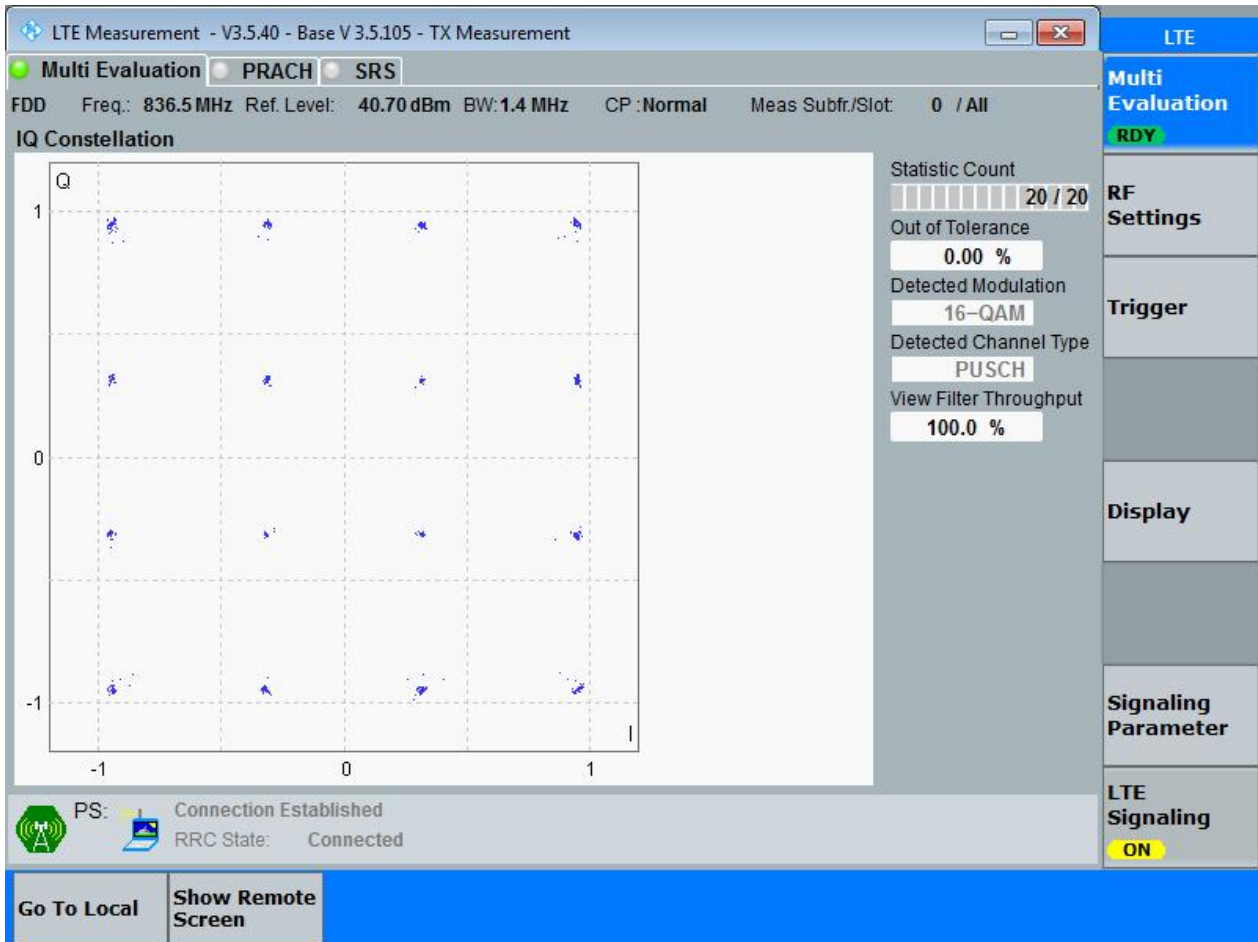 LTE Measurement - V3.5.40 - Base V 3.5.105 - TX Measurement
Multi Evaluation PRACH SRS
FDD Freq.: 836.5 MHz Ref. Level: 40.70 dBm BW: 1.4 MHz CP : Normal Meas Subfr./Slot: 0 / All
IQ Constellation
Q
1
0
-1
I
-1 0 1
Statistic Count
20 / 20
Out of Tolerance
0.00 %
Detected Modulation
16-QAM
Detected Channel Type
PUSCH
View Filter Throughput
100.0 %
PS: Connection Established
RRC State: Connected
LTE
Multi
Evaluation
RDY
RF
Settings
Trigger
Display
Signaling
Parameter
LTE
Signaling
ON
Go To Local
Show Remote
Screen